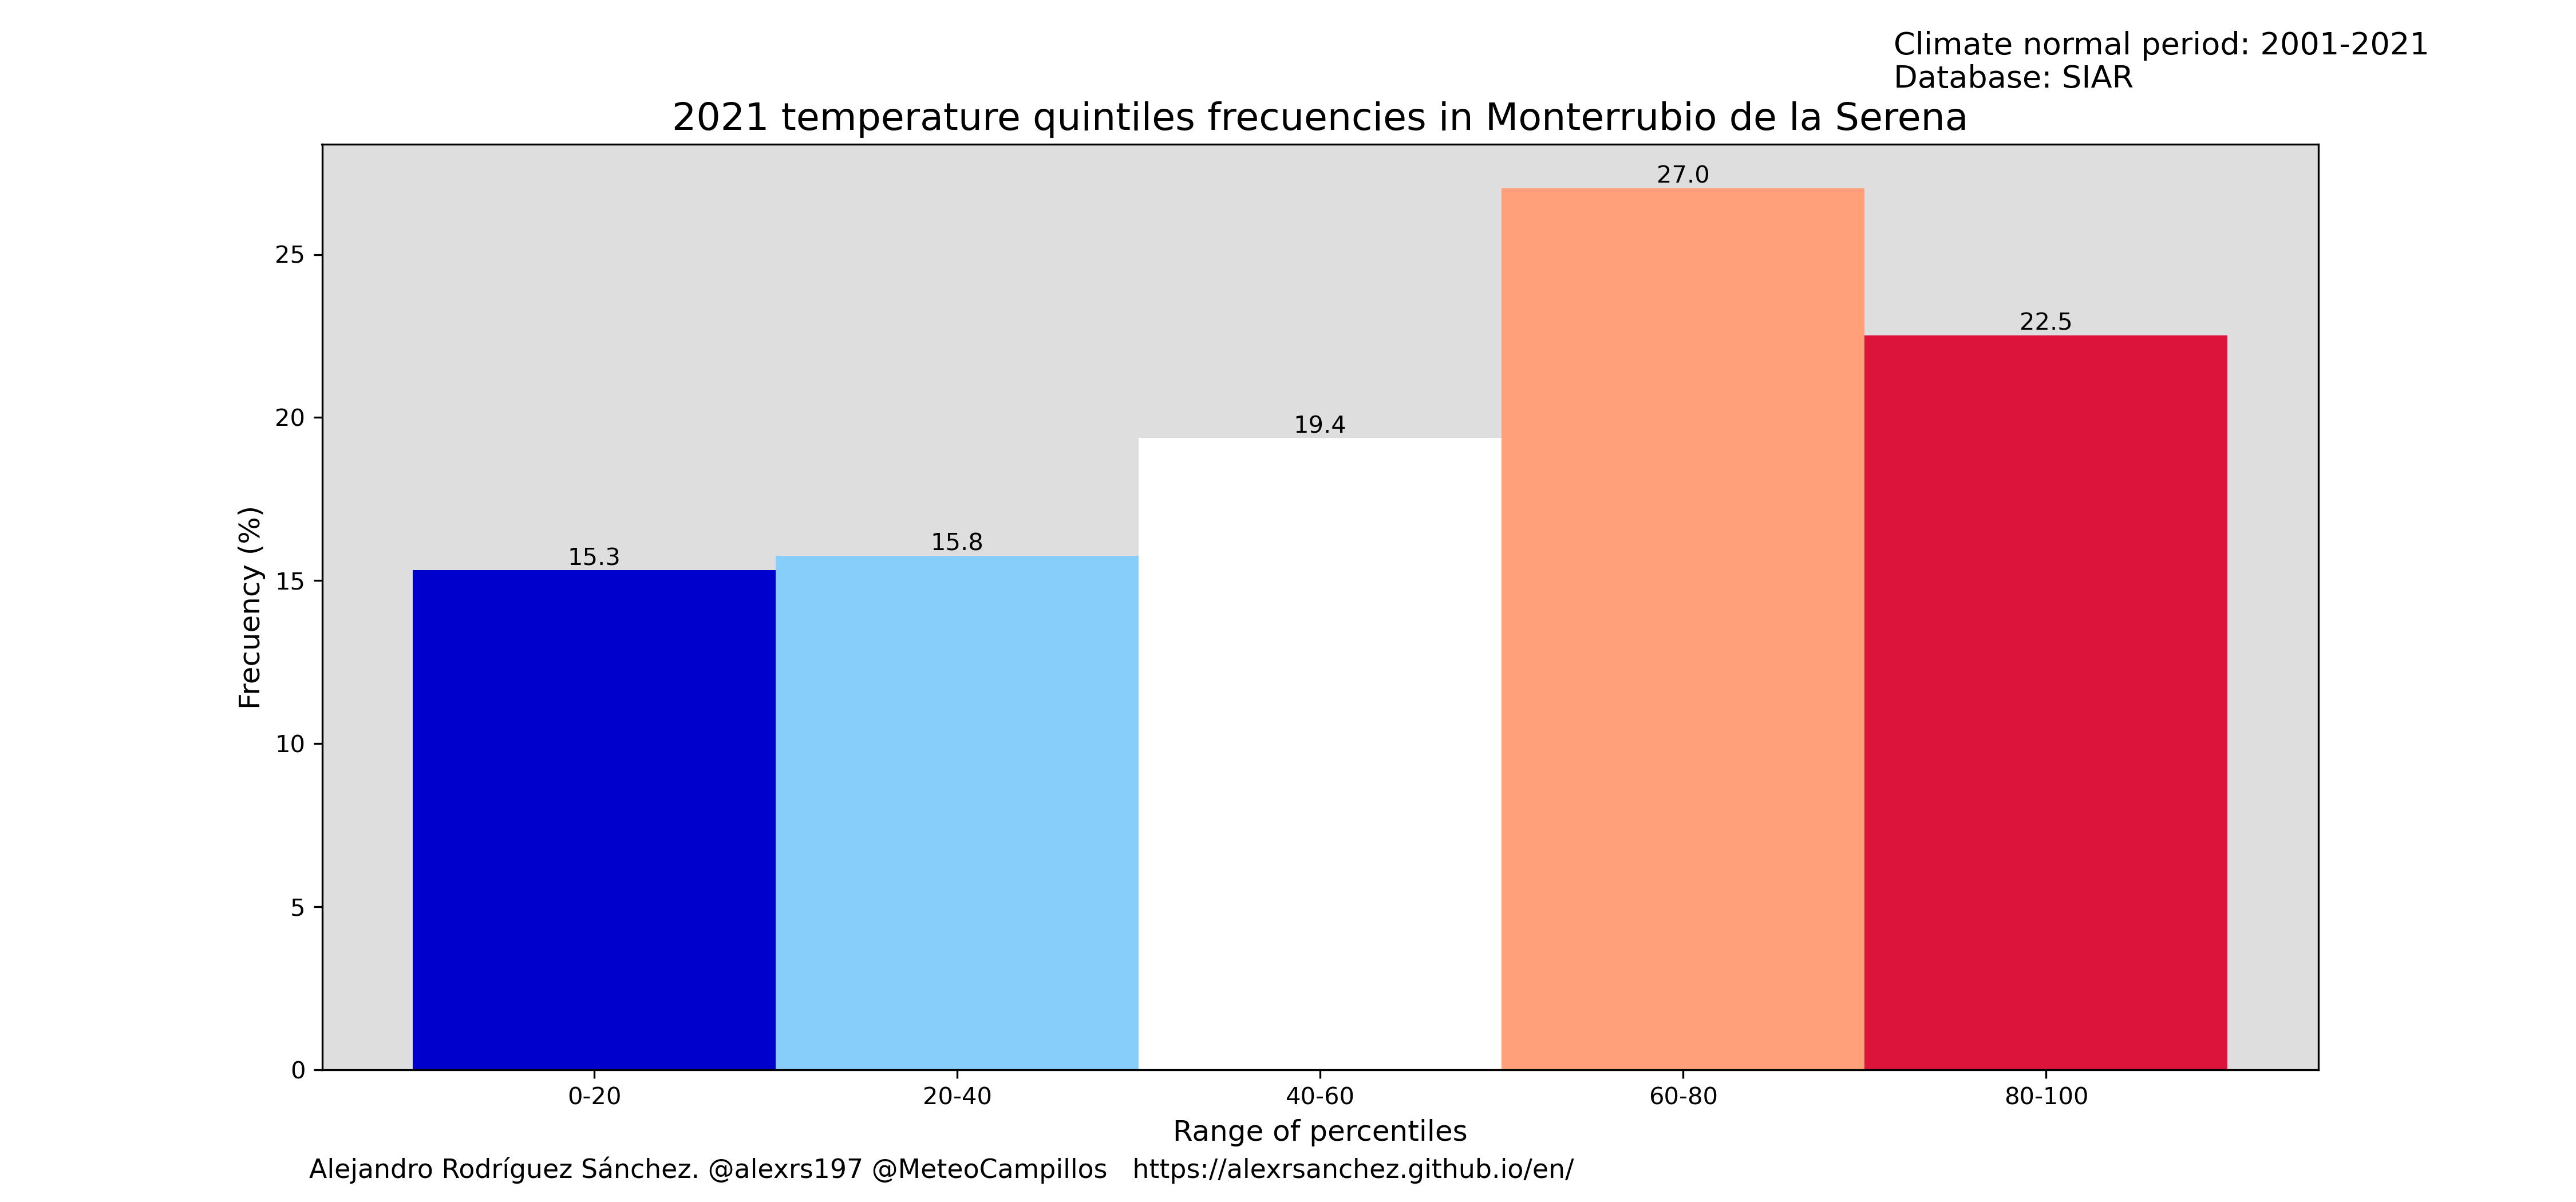 Climate normal period: 2001-2021
Database: SIAR
2021 temperature quintiles frecuencies in Monterrubio de la Serena
27.0
25
22.5
20
19.4
15.8
15.3
15
Frecuency (%)
10
5
0
0-20 20-40 40-60 60-80 80-100
Range of percentiles
Alejandro Rodríguez Sánchez. @alexrs197 @MeteoCampillos https://alexrsanchez.github.io/en/